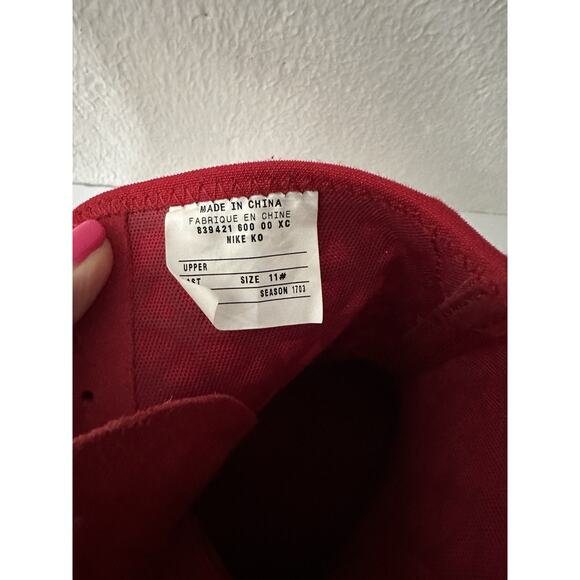 MADE IN CHINA
FABRIQUE EN CHINE
839421 600 00 XC
NIKE KO
UPPER
SIZE 11#
SEASON 1703